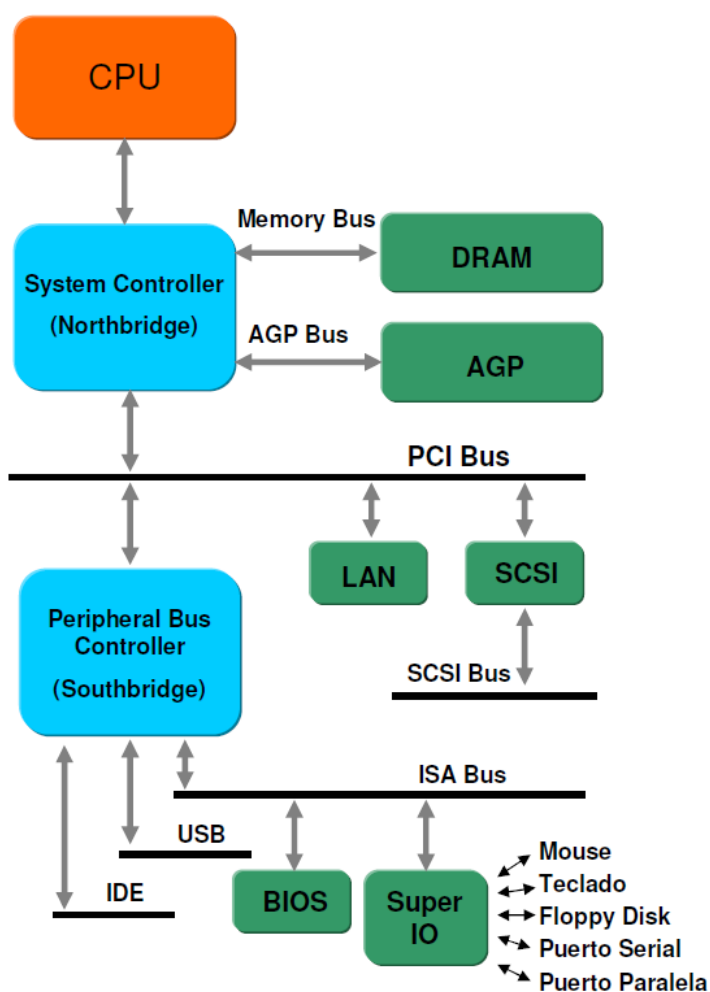 CPU
Memory Bus
System Controller
(Northbridge)
DRAM
AGP Bus
AGP
PCI Bus
LAN
SCSI
Peripheral Bus
Controller
(Southbridge)
SCSI Bus
ISA Bus
USB
IDE
BIOS
Super
IO
Mouse
Teclado
Floppy Disk
Puerto Serial
Puerto Paralela